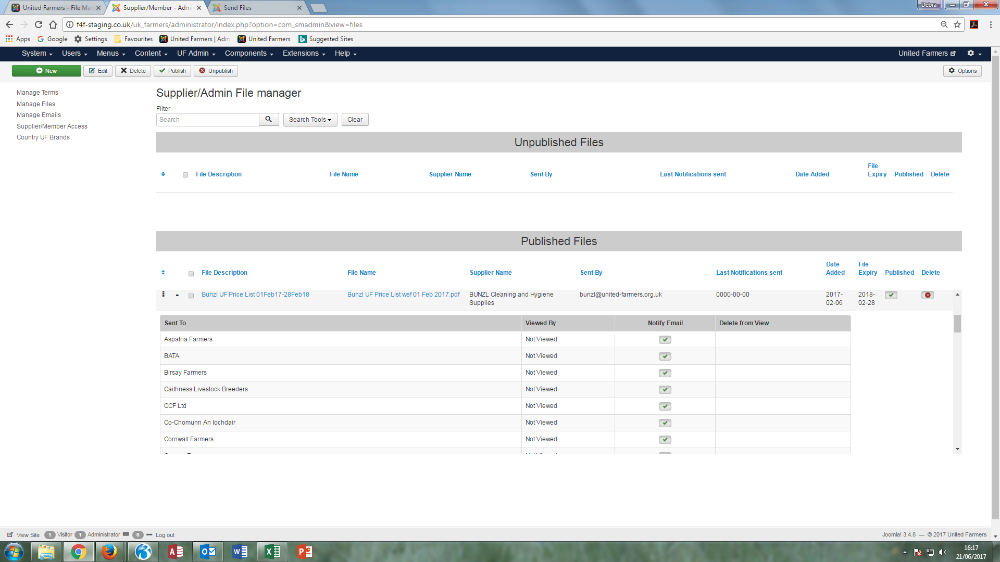 United Farmers - File Ma
Supplier/Member - Admi
Send Files
Debra
f4f-staging.co.uk/uk_farmers/administrator/index.php?option=com_smadmin&view=files
Apps Google Settings Favourites United Farmers | Adm United Farmers Suggested Sites
System Users Menus Content UF Admin Components Extensions Help United Farmers
New Edit Delete Publish Unpublish Options
Manage Terms
Manage Files
Manage Emails
Supplier/Member Access
Country UF Brands
Supplier/Admin File manager
Filter
Search Search Tools Clear
Unpublished Files
File Description File Name Supplier Name Sent By Last Notifications sent Date Added File Expiry Published Delete
Published Files
File Description File Name Supplier Name Sent By Last Notifications sent Date Added File Expiry Published Delete
Bunzl UF Price List 01Feb17-28Feb18 Bunzl UF Price List wef 01 Feb 2017.pdf BUNZL Cleaning and Hygiene Supplies bunzl@united-farmers.org.uk 0000-00-00 2017-02-06 2018-02-28
Sent To Viewed By Notify Email Delete from View
Aspatria Farmers Not Viewed
BATA Not Viewed
Birsay Farmers Not Viewed
Caithness Livestock Breeders Not Viewed
CCF Ltd Not Viewed
Co-Chomunn An Iochdair Not Viewed
Cornwall Farmers Not Viewed
View Site 1 Visitor 1 Administrator 0 Log out
Joomla! 3.4.8 — © 2017 United Farmers
16:17
21/06/2017